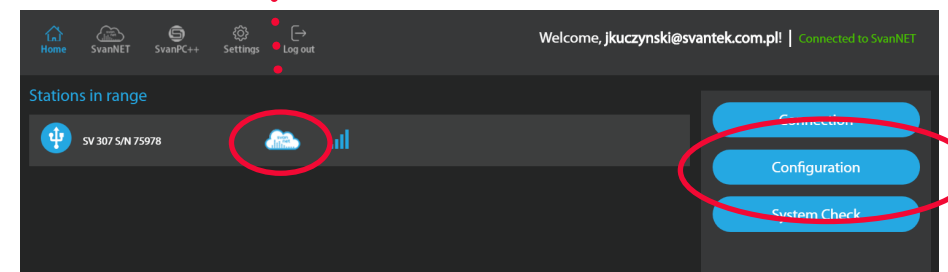 Home SvanNET SvanPC++ Settings Log out
Welcome, jkuczynski@svantek.com.pl! | Connected to SvanNET
Stations in range
SV 307 S/N 75978
Connection
Configuration
System Check